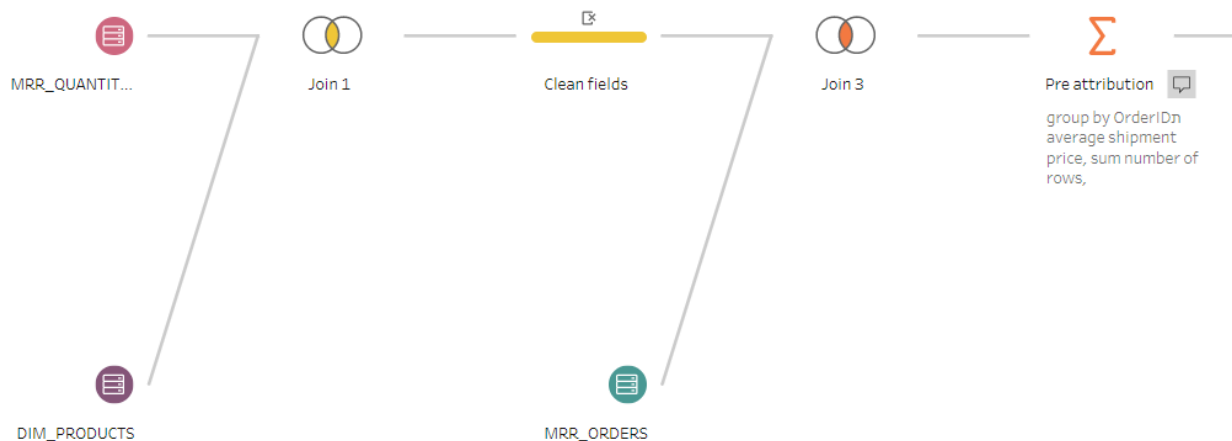 MRR_QUANTIT...
Join 1
Clean fields
Join 3
Pre attribution
group by OrderIDת
average shipment
price, sum number of
rows,
DIM_PRODUCTS
MRR_ORDERS